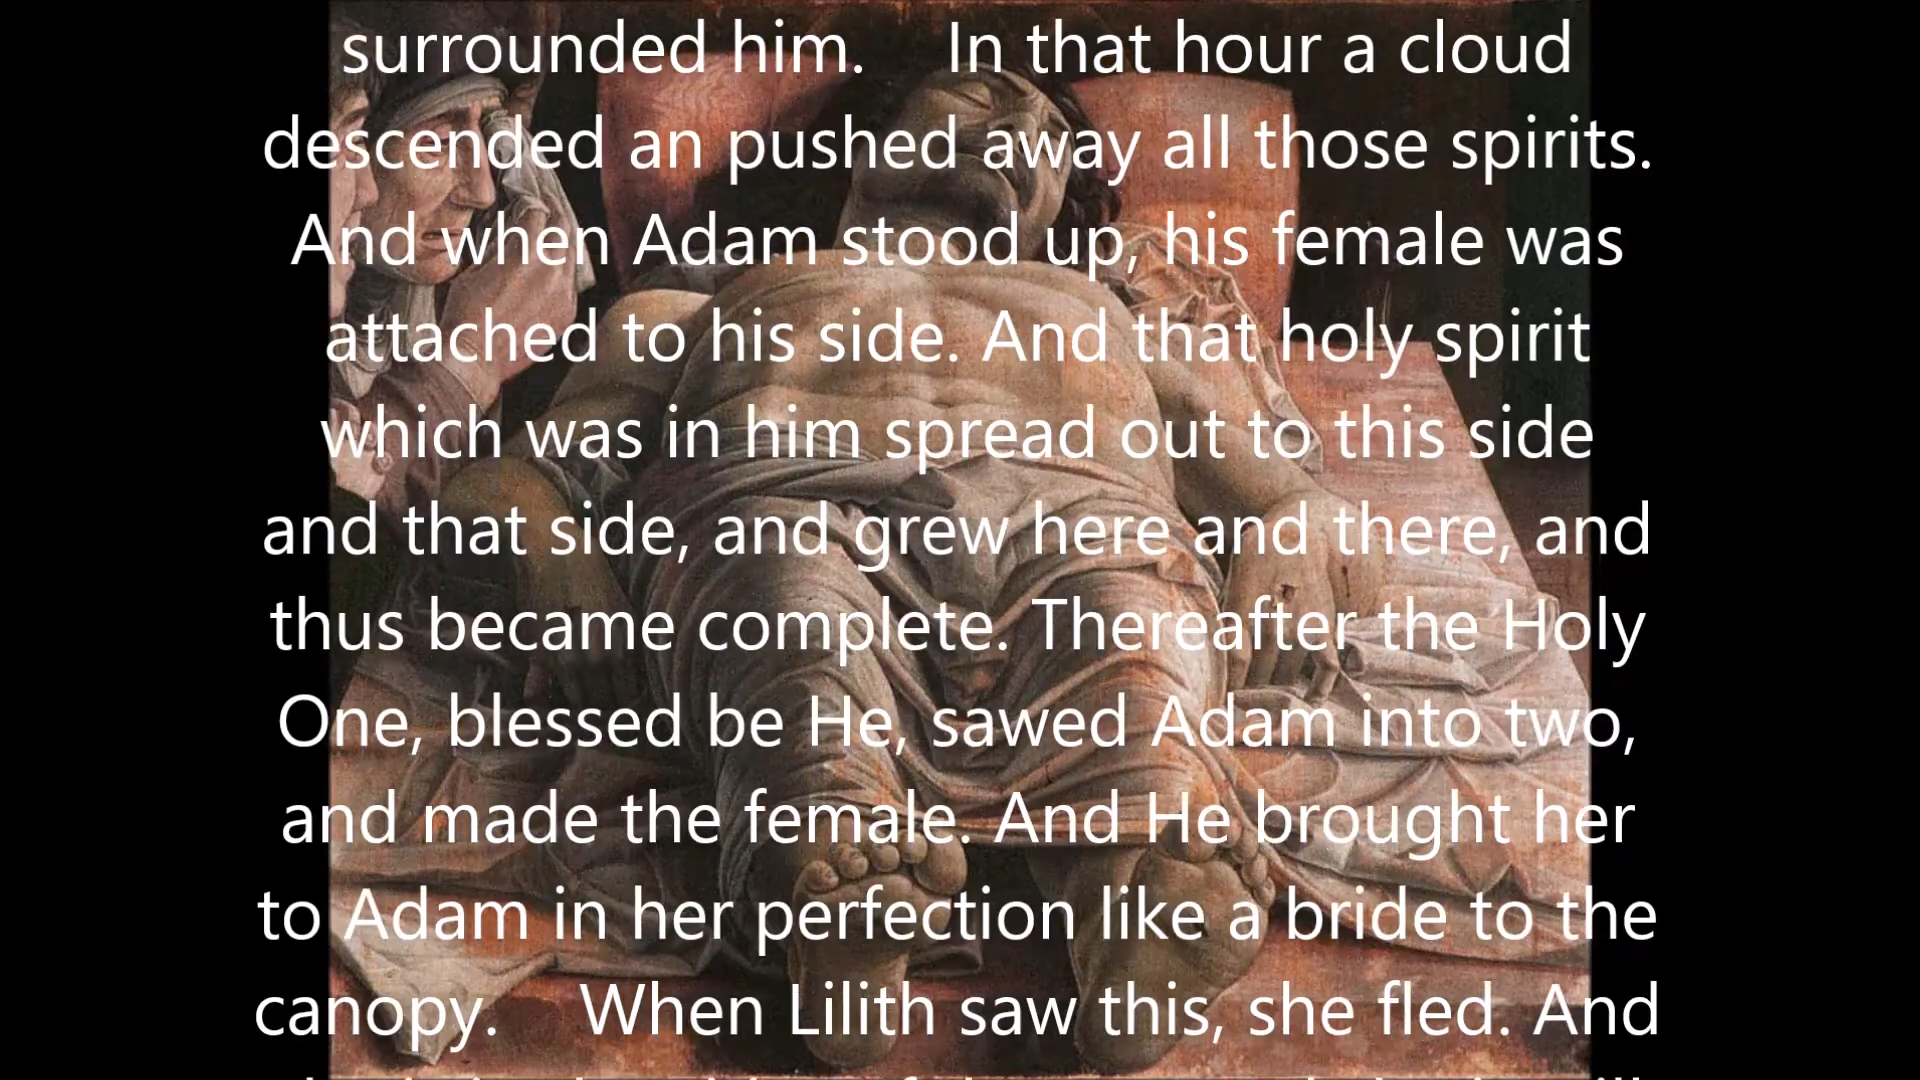 surrounded him.    In that hour a cloud
descended an pushed away all those spirits.
And when Adam stood up, his female was
attached to his side. And that holy spirit
which was in him spread out to this side
and that side, and grew here and there, and
thus became complete. Thereafter the Holy
One, blessed be He, sawed Adam into two,
and made the female. And He brought her
to Adam in her perfection like a bride to the
canopy.    When Lilith saw this, she fled. And